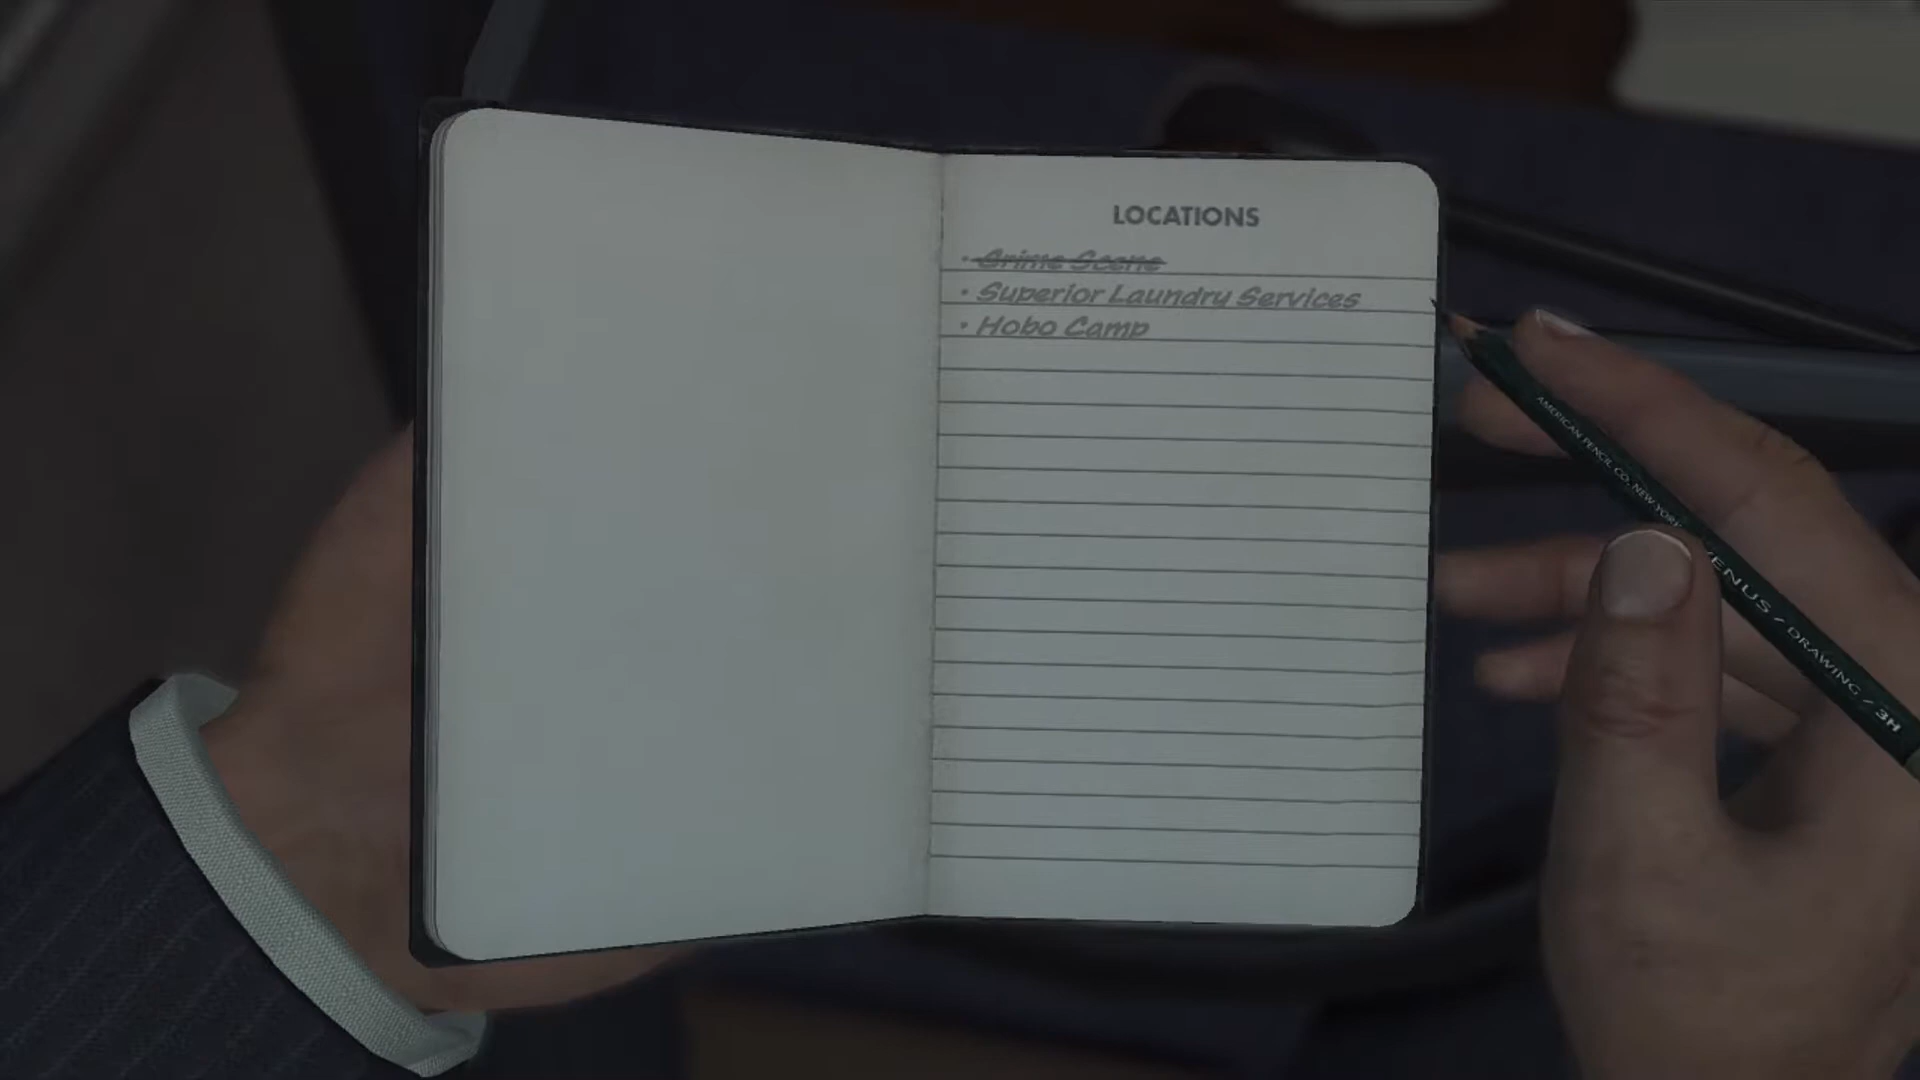 LOCATIONS
• Crime Scene
• Superior Laundry Services
• Hobo Camp
AMERICAN PENCIL CO. NEW YORK
VENUS / DRAWING / 3H